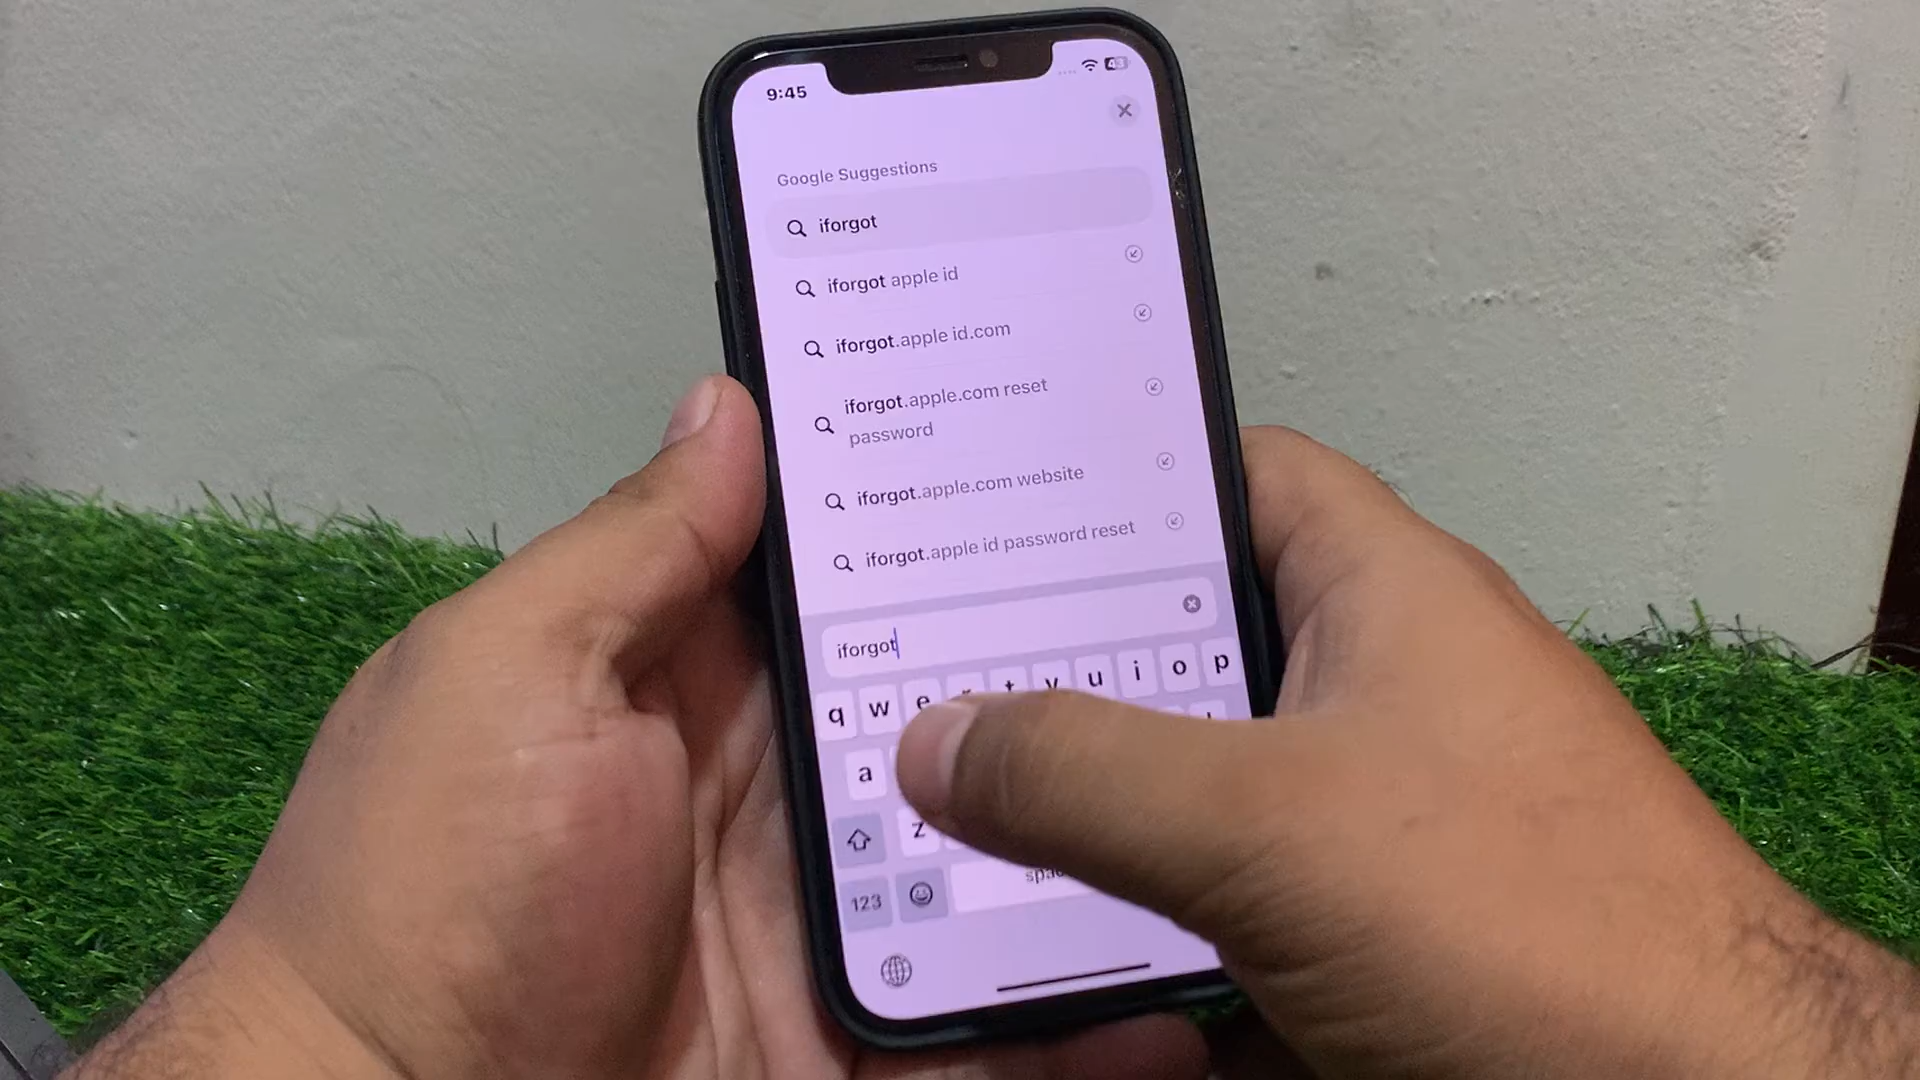 9:45
43
Google Suggestions
iforgot
iforgot apple id
iforgot.apple id.com
iforgot.apple.com reset
password
iforgot.apple.com website
iforgot.apple id password reset
iforgot
q w e t y u i o p
a
z
123